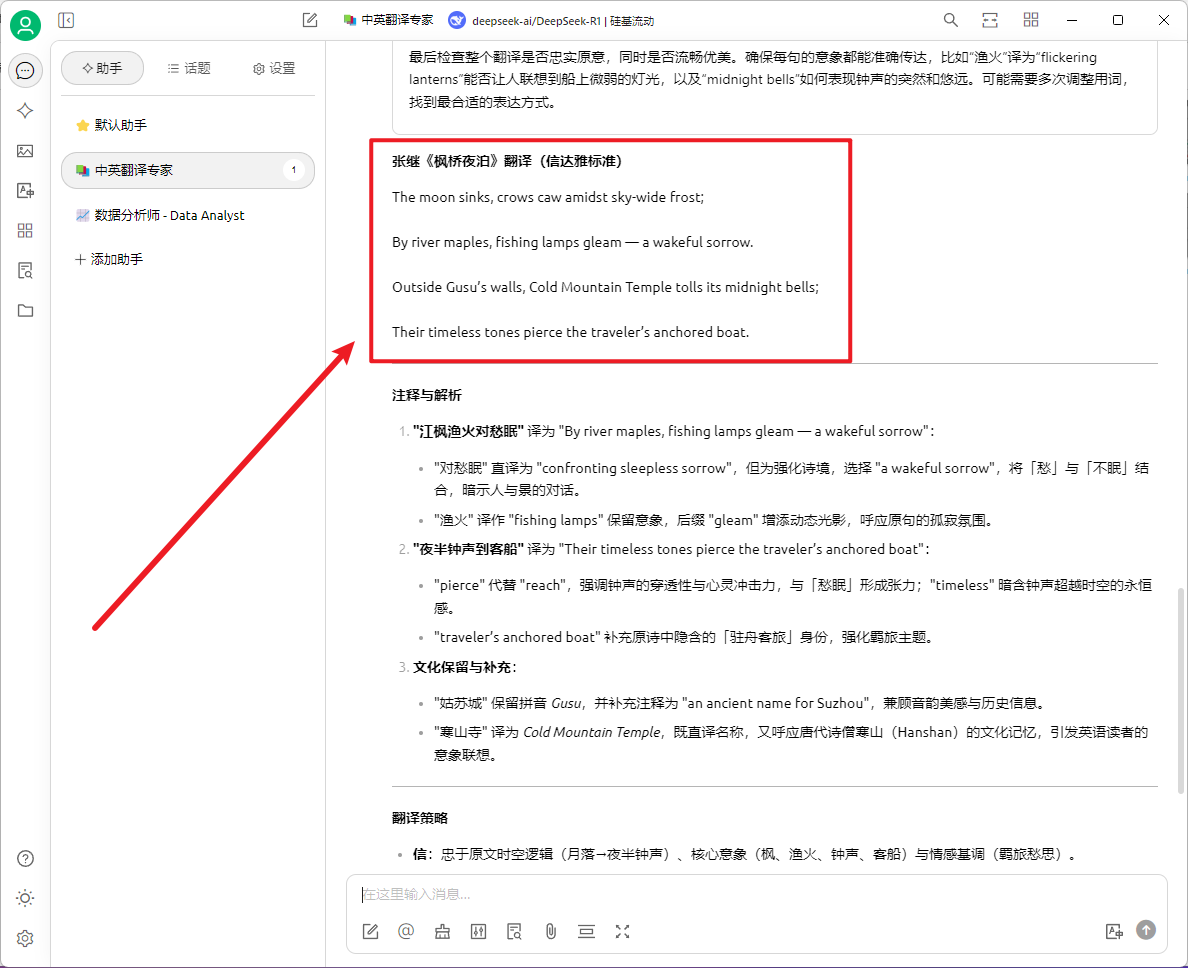 中英翻译专家 deepseek-ai/DeepSeek-R1 | 硅基流动
助手 话题 设置
默认助手
中英翻译专家 1
数据分析师 - Data Analyst
添加助手
最后检查整个翻译是否忠实原意，同时是否流畅优美。确保每句的意象都能准确传达，比如“渔火”译为“flickering
lanterns”能否让人联想到船上微弱的灯光，以及“midnight bells”如何表现钟声的突然和悠远。可能需要多次调整用词，
找到最合适的表达方式。
张继《枫桥夜泊》翻译（信达雅标准）
The moon sinks, crows caw amidst sky-wide frost;
By river maples, fishing lamps gleam — a wakeful sorrow.
Outside Gusu’s walls, Cold Mountain Temple tolls its midnight bells;
Their timeless tones pierce the traveler’s anchored boat.
注释与解析
1. "江枫渔火对愁眠" 译为 "By river maples, fishing lamps gleam — a wakeful sorrow"：
• "对愁眠" 直译为 "confronting sleepless sorrow"，但为强化诗境，选择 "a wakeful sorrow"，将「愁」与「不眠」结
合，暗示人与景的对话。
• "渔火" 译作 "fishing lamps" 保留意象，后缀 "gleam" 增添动态光影，呼应原句的孤寂氛围。
2. "夜半钟声到客船" 译为 "Their timeless tones pierce the traveler’s anchored boat"：
• "pierce" 代替 "reach"，强调钟声的穿透性与心灵冲击力，与「愁眠」形成张力；"timeless" 暗含钟声超越时空的永恒
感。
• "traveler’s anchored boat" 补充原诗中隐含的「驻舟客旅」身份，强化羁旅主题。
3. 文化保留与补充：
• "姑苏城" 保留拼音 Gusu，并补充注释为 "an ancient name for Suzhou"，兼顾音韵美感与历史信息。
• "寒山寺" 译为 Cold Mountain Temple，既直译名称，又呼应唐代诗僧寒山（Hanshan）的文化记忆，引发英语读者的
意象联想。
翻译策略
• 信：忠于原文时空逻辑（月落→夜半钟声）、核心意象（枫、渔火、钟声、客船）与情感基调（羁旅愁思）。
在这里输入消息...